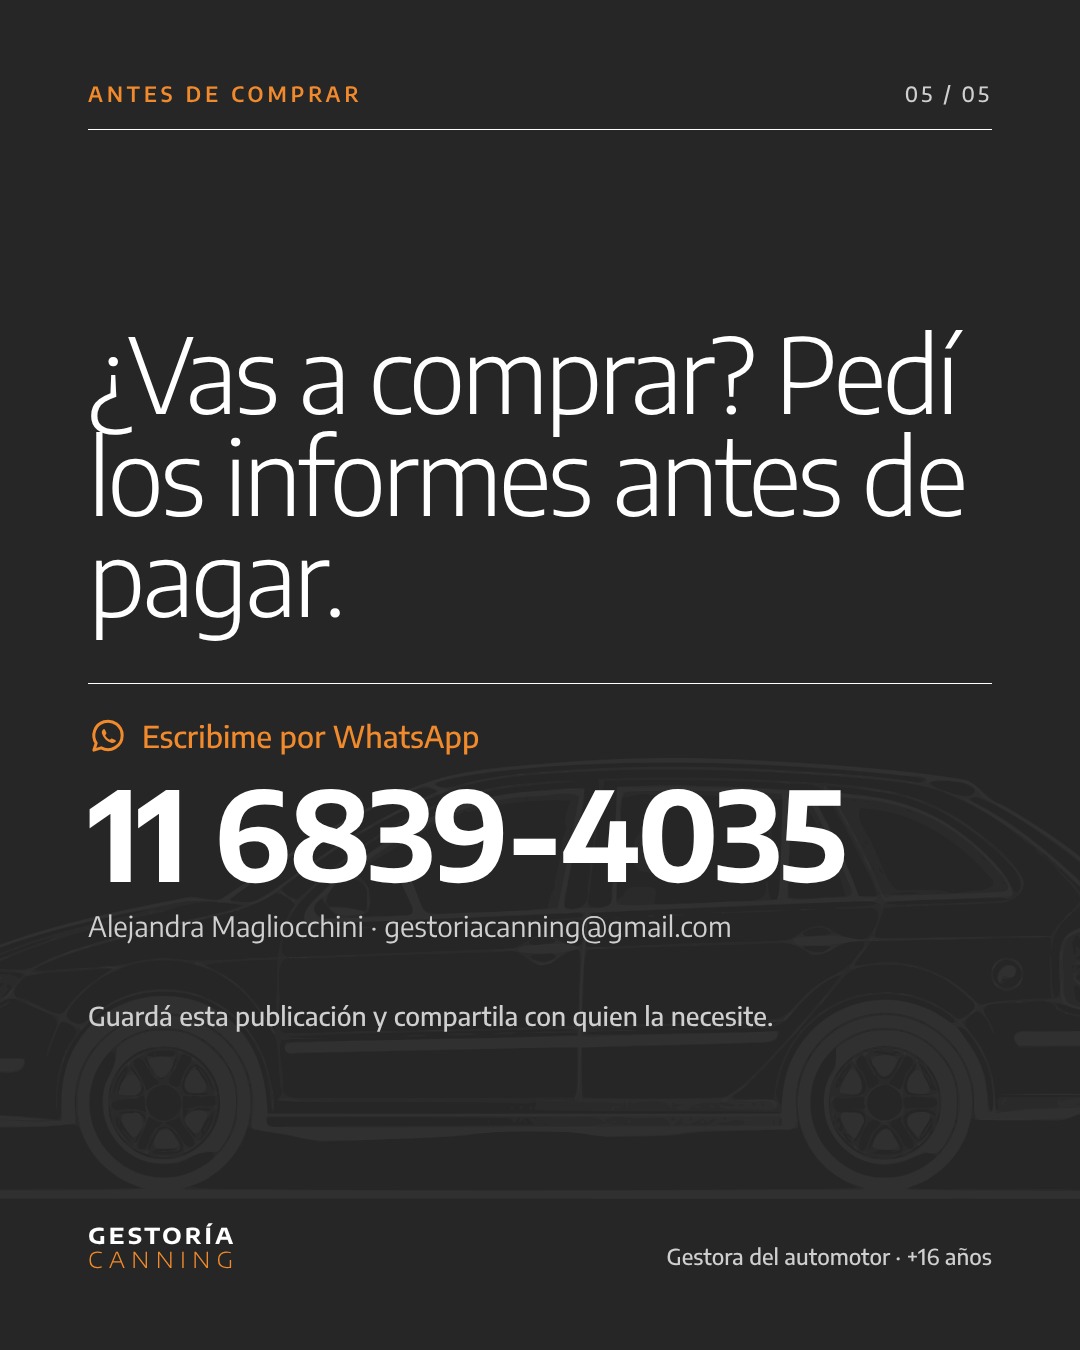 ANTES DE COMPRAR
05 / 05
¿Vas a comprar? Pedí
los informes antes de
pagar.
Escribime por WhatsApp
11 6839-4035
Alejandra Magliocchini · gestoriacanning@gmail.com
Guardá esta publicación y compartila con quien la necesite.
GESTORÍA
CANNING
Gestora del automotor · +16 años